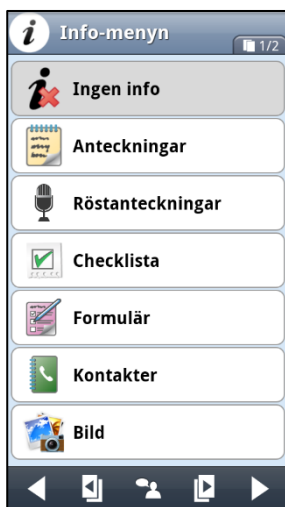 Info-menyn
1/2
Ingen info
Anteckningar
Röstanteckningar
Checklista
Formulär
Kontakter
Bild